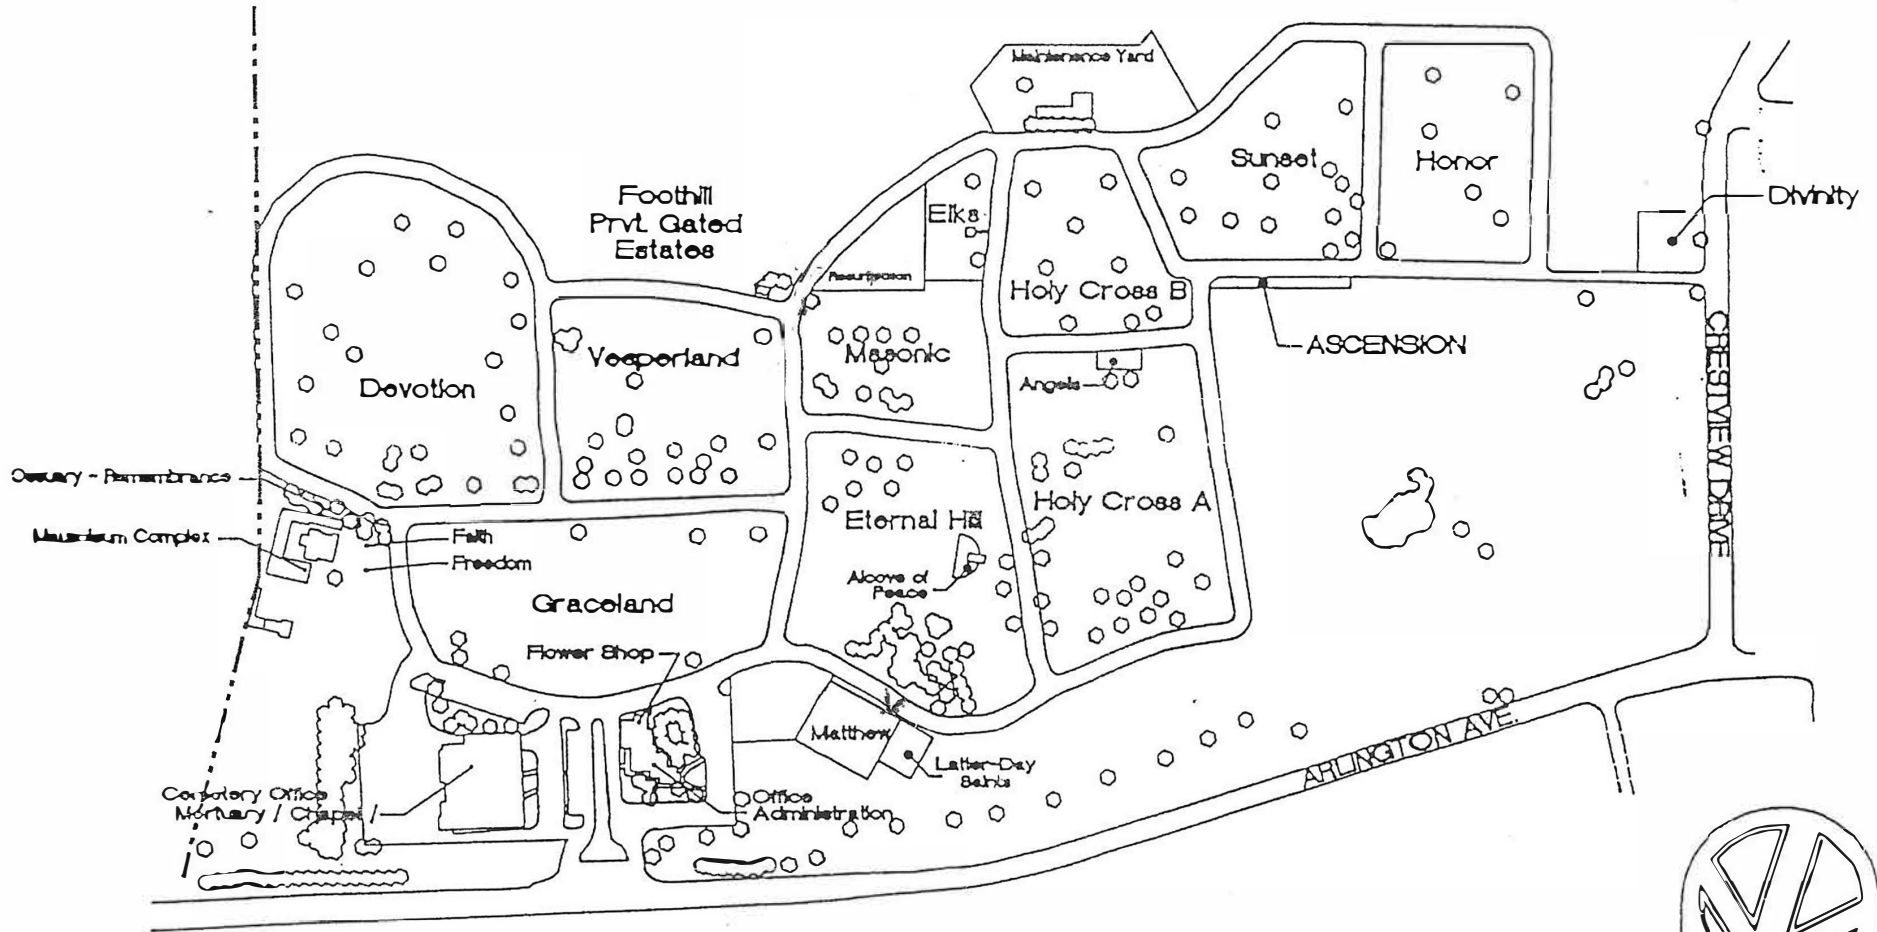 Maintenance Yard
Sunset
Honor
Divinity
Foothill
Prvt. Gated
Estates
Elks
Resurrection
Holy Cross B
ASCENSION
Vesperland
Masonic
Devotion
Angels
CRESTVIEW DRIVE
Ossuary - Remembrance
Holy Cross A
Eternal Hill
Mausoleum Complex
Faith
Freedom
Alcove of
Peace
Graceland
Flower Shop
Matthew
Latter-Day
Saints
ARLINGTON AVE.
Cemetery Office
Mortuary / Chapel /
Office
Administration